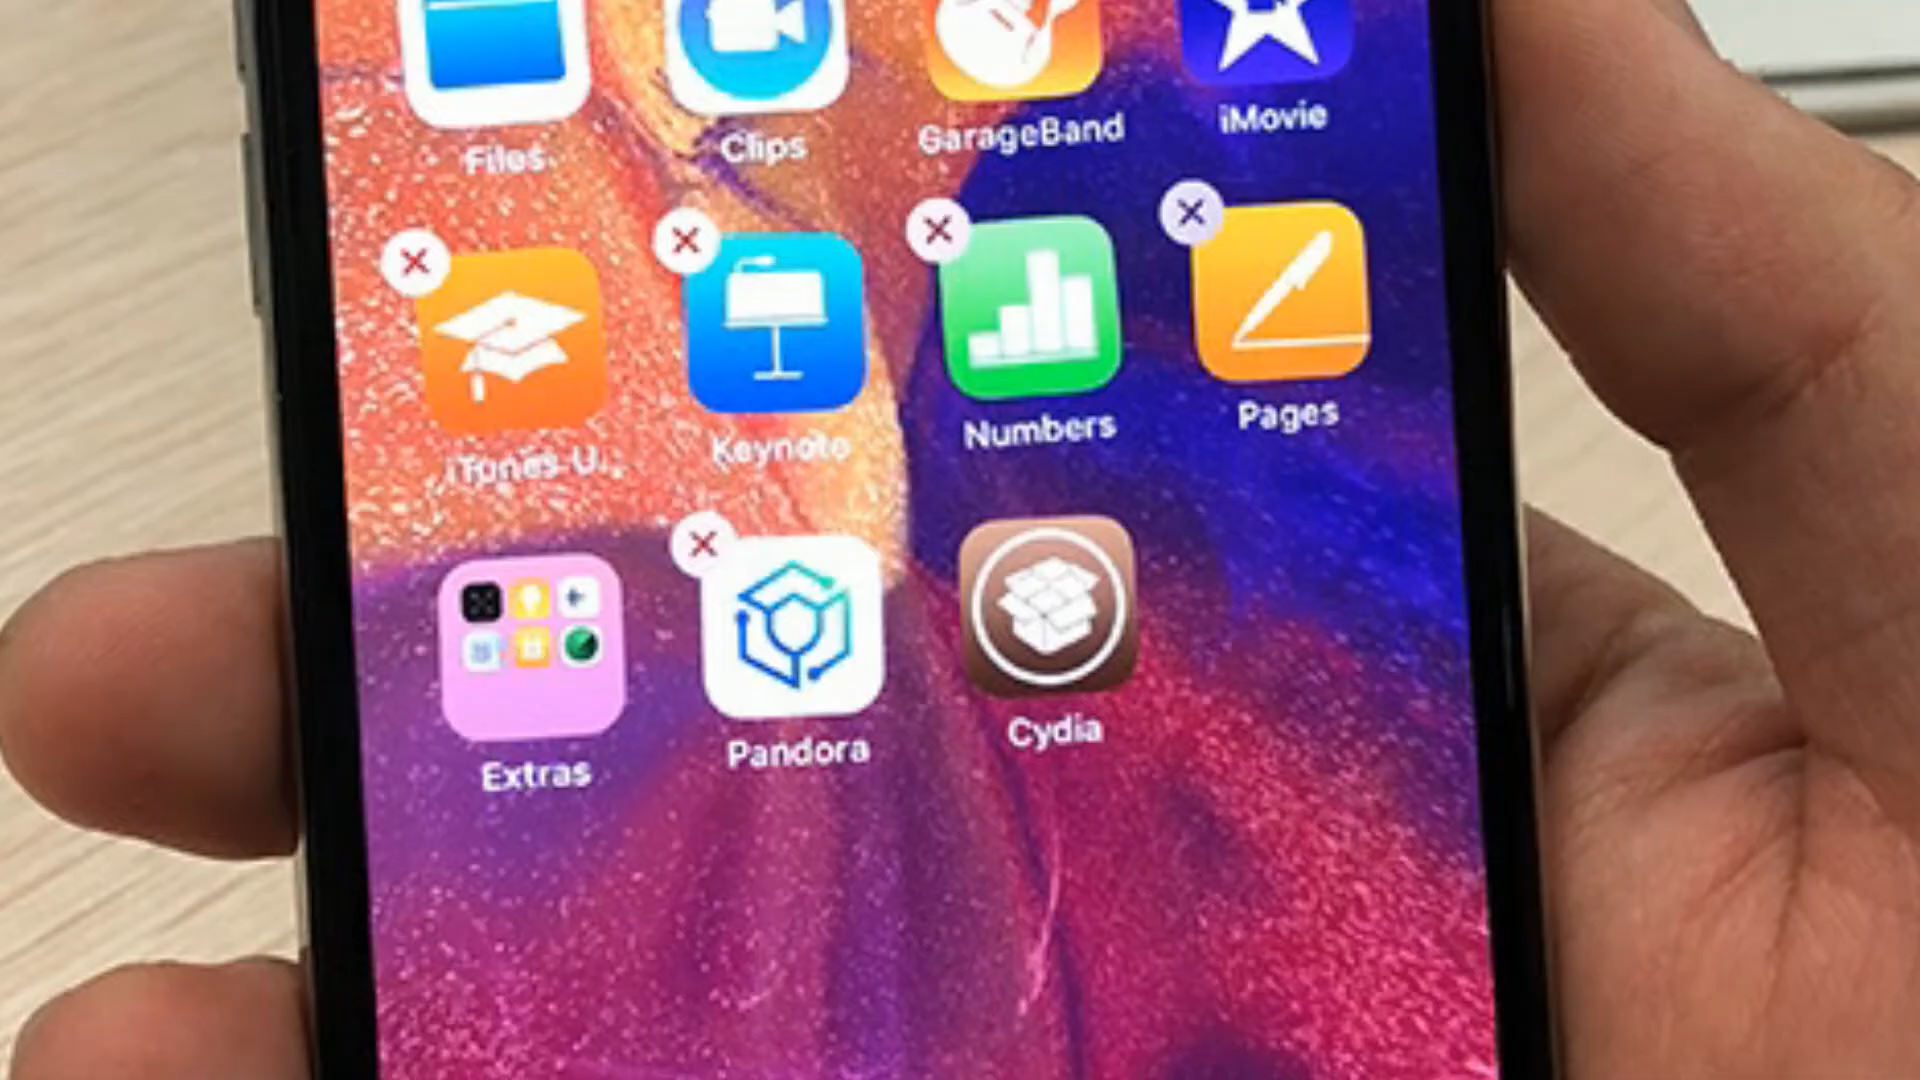 Files
Clips
GarageBand
iMovie
iTunes U
Keynote
Numbers
Pages
Extras
Pandora
Cydia